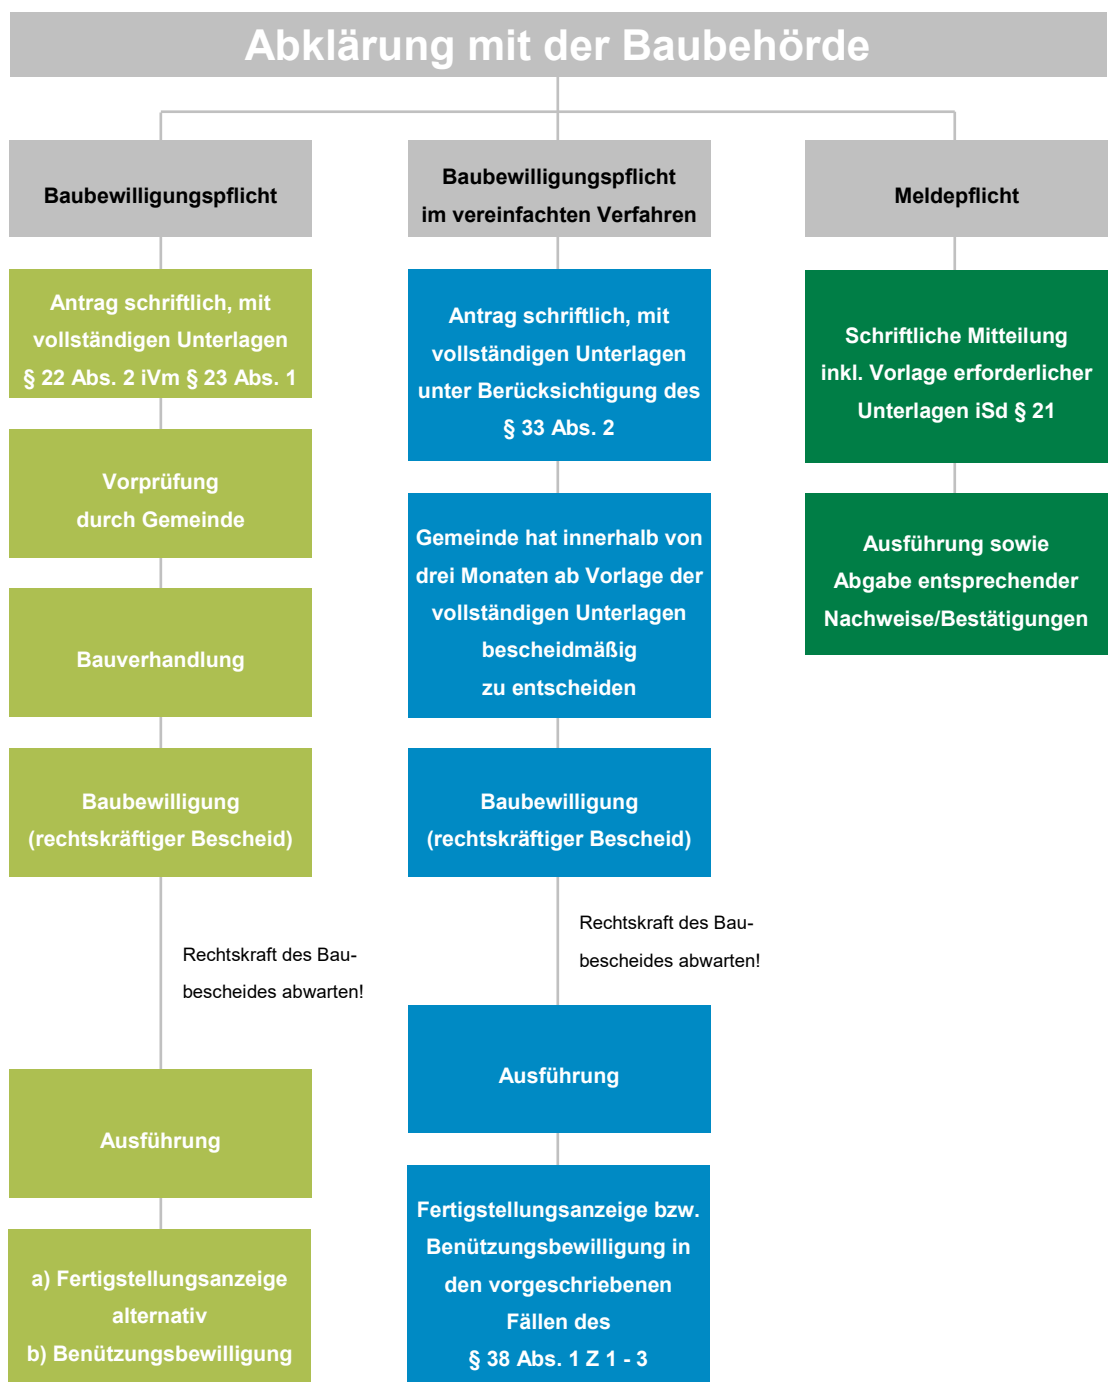 Abklärung mit der Baubehörde
Baubewilligungspflicht
Antrag schriftlich, mit
vollständigen Unterlagen
§ 22 Abs. 2 iVm § 23 Abs. 1
Vorprüfung
durch Gemeinde
Bauverhandlung
Baubewilligung
(rechtskräftiger Bescheid)
Rechtskraft des Bau-
bescheides abwarten!
Ausführung
a) Fertigstellungsanzeige
alternativ
b) Benützungsbewilligung
Baubewilligungspflicht
im vereinfachten Verfahren
Antrag schriftlich, mit
vollständigen Unterlagen
unter Berücksichtigung des
§ 33 Abs. 2
Gemeinde hat innerhalb von
drei Monaten ab Vorlage der
vollständigen Unterlagen
bescheidmäßig
zu entscheiden
Baubewilligung
(rechtskräftiger Bescheid)
Rechtskraft des Bau-
bescheides abwarten!
Ausführung
Fertigstellungsanzeige bzw.
Benützungsbewilligung in
den vorgeschriebenen
Fällen des
§ 38 Abs. 1 Z 1 - 3
Meldepflicht
Schriftliche Mitteilung
inkl. Vorlage erforderlicher
Unterlagen iSd § 21
Ausführung sowie
Abgabe entsprechender
Nachweise/Bestätigungen